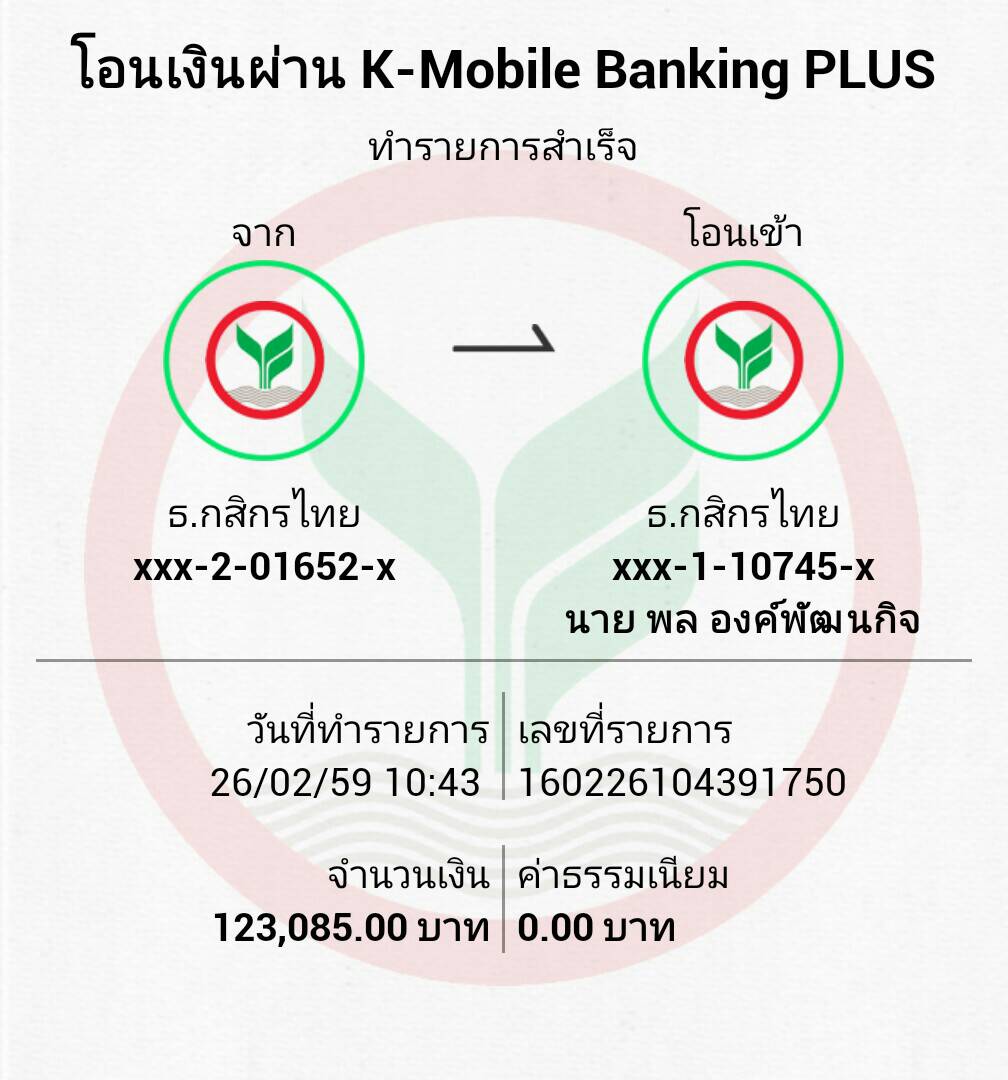 โอนเงินผ่าน K-Mobile Banking PLUS
ทำรายการสำเร็จ
จาก
โอนเข้า
ธ.กสิกรไทย
xxx-2-01652-x
ธ.กสิกรไทย
xxx-1-10745-x
นาย พล องค์พัฒนกิจ
วันที่ทำรายการ
26/02/59 10:43
เลขที่รายการ
160226104391750
จำนวนเงิน
123,085.00 บาท
ค่าธรรมเนียม
0.00 บาท